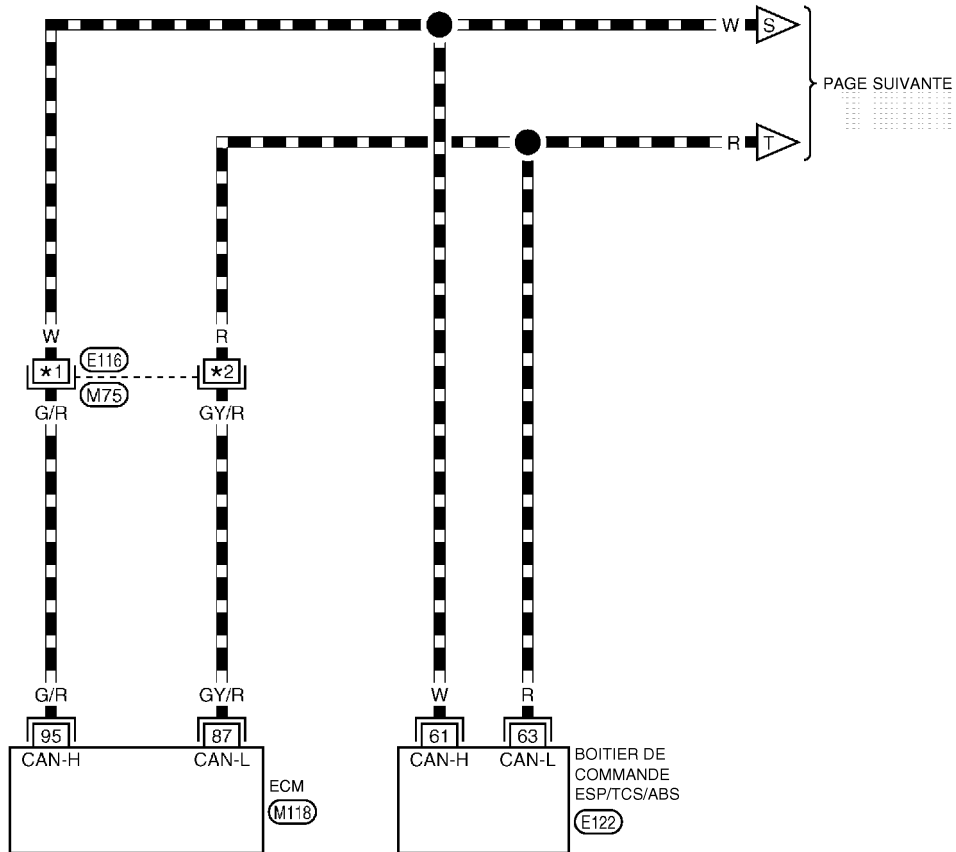 W S
PAGE SUIVANTE
R T
W R
*1 E116 *2
M75
G/R GY/R
G/R GY/R W R
95 87 61 63
CAN-H CAN-L CAN-H CAN-L
BOITIER DE
COMMANDE
ESP/TCS/ABS
E122
ECM
M118